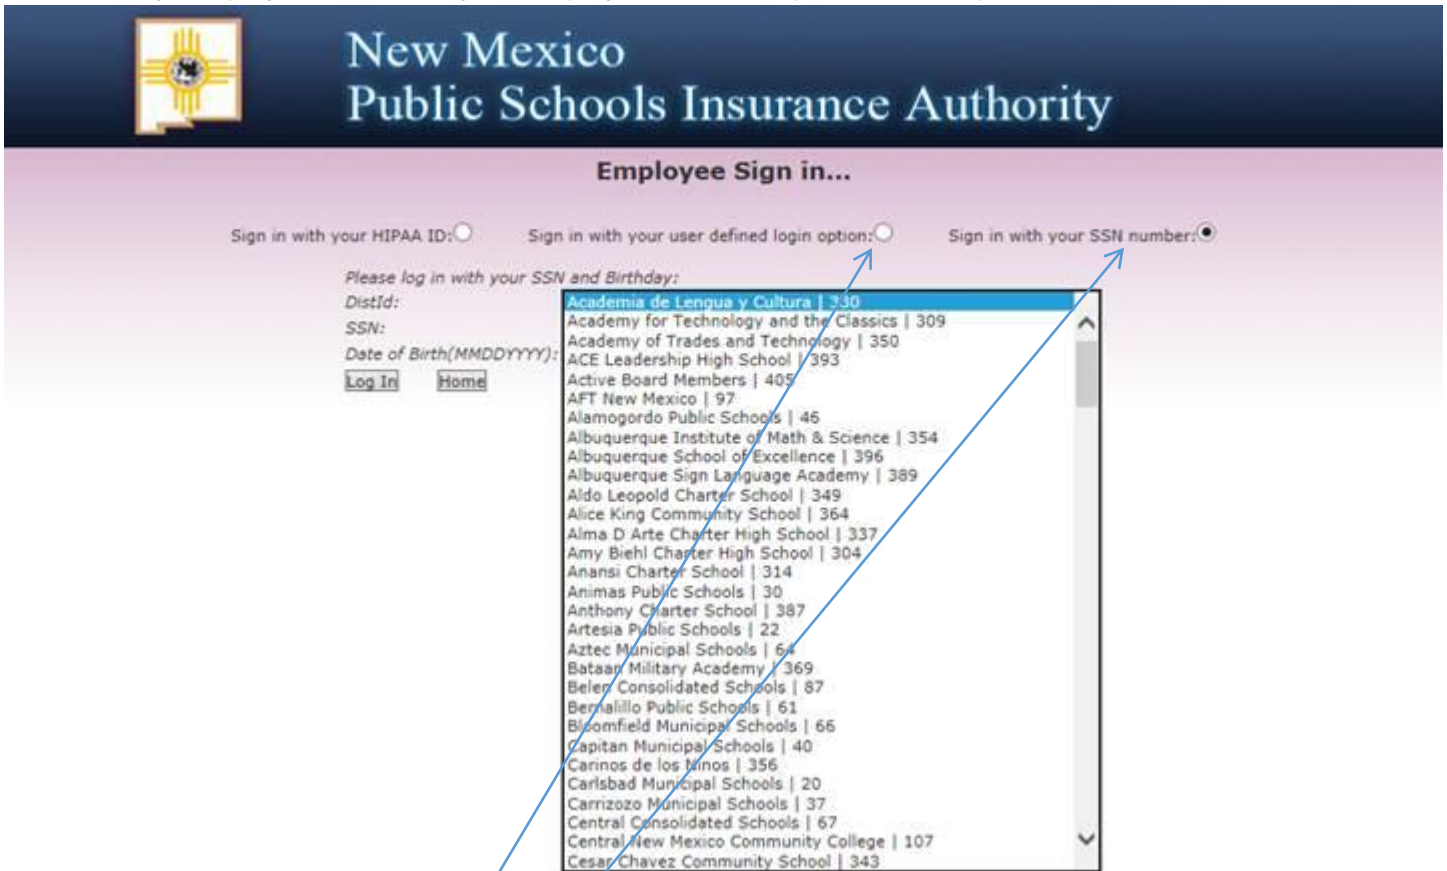 New Mexico
Public Schools Insurance Authority
Employee Sign in...
Sign in with your HIPAA ID: Sign in with your user defined login option: Sign in with your SSN number:
Please log in with your SSN and Birthday:
DistId:
SSN:
Date of Birth(MMDDYYYY):
Log In Home
Academia de Lengua y Cultura | 330
Academy for Technology and the Classics | 309
Academy of Trades and Technology | 350
ACE Leadership High School | 393
Active Board Members | 405
AFT New Mexico | 97
Alamogordo Public Schools | 46
Albuquerque Institute of Math & Science | 354
Albuquerque School of Excellence | 396
Albuquerque Sign Language Academy | 389
Aldo Leopold Charter School | 349
Alice King Community School | 364
Alma D Arte Charter High School | 337
Amy Biehl Charter High School | 304
Anansi Charter School | 314
Animas Public Schools | 30
Anthony Charter School | 387
Artesia Public Schools | 22
Aztec Municipal Schools | 64
Bataan Military Academy | 369
Belen Consolidated Schools | 87
Bernalillo Public Schools | 61
Bloomfield Municipal Schools | 66
Capitan Municipal Schools | 40
Carinos de los Ninos | 356
Carlsbad Municipal Schools | 20
Carrizozo Municipal Schools | 37
Central Consolidated Schools | 67
Central New Mexico Community College | 107
Cesar Chavez Community School | 343